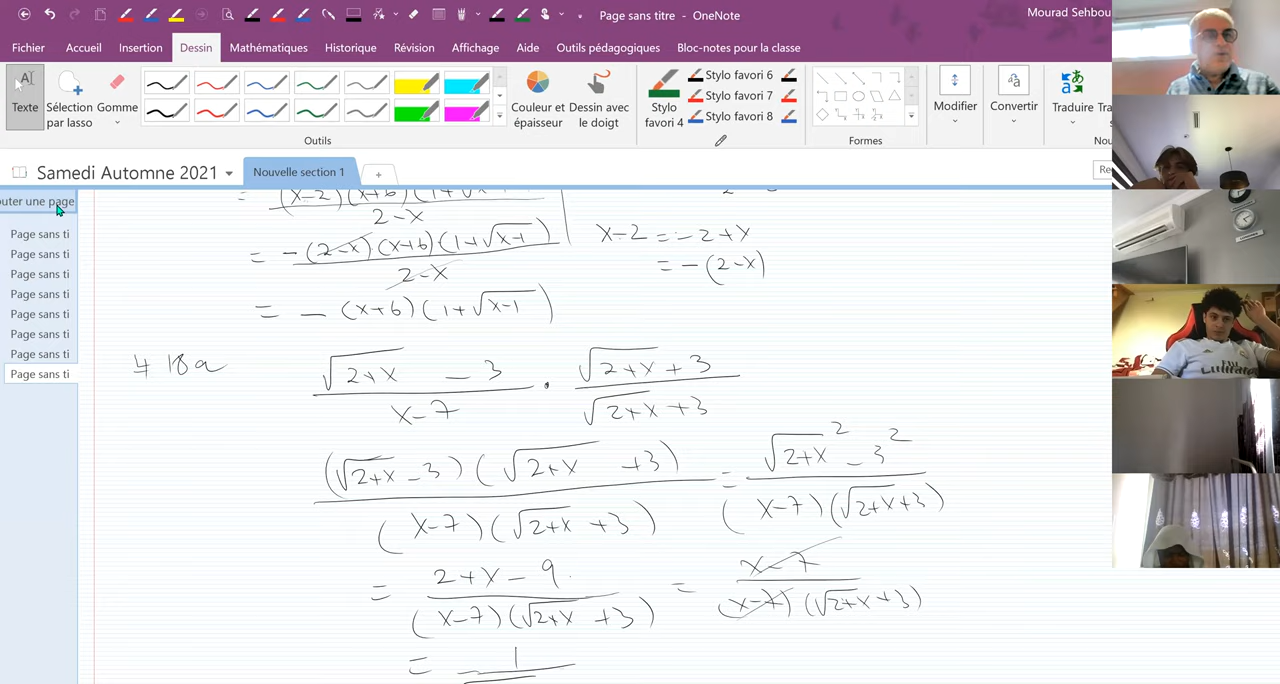 Page sans titre - OneNote
Mourad Sehbou
Fichier Accueil Insertion Dessin Mathématiques Historique Révision Affichage Aide Outils pédagogiques Bloc-notes pour la classe
Texte
Sélection par lasso
Gomme
Couleur et épaisseur
Dessin avec le doigt
Stylo favori 4
Stylo favori 6
Stylo favori 7
Stylo favori 8
Modifier
Convertir
Traduire
Tra
Outils
Formes
Nou
Samedi Automne 2021
Nouvelle section 1
Re
outer une page
Page sans ti
Page sans ti
Page sans ti
Page sans ti
Page sans ti
Page sans ti
Page sans ti
Page sans ti
2-x
= -(2-x)(x+6)(1+√x-1)
2-x
x-2 = -2+x
= -(2-x)
= - (x+6)(1+√x-1)
# 18a
√2+x - 3 · √2+x + 3
x-7 √2+x + 3
(√2+x - 3)(√2+x + 3) = √2+x² - 3²
(x-7)(√2+x + 3) (x-7)(√2+x + 3)
= 2+x-9 = x-7
(x-7)(√2+x + 3) (x-7)(√2+x + 3)
= 1